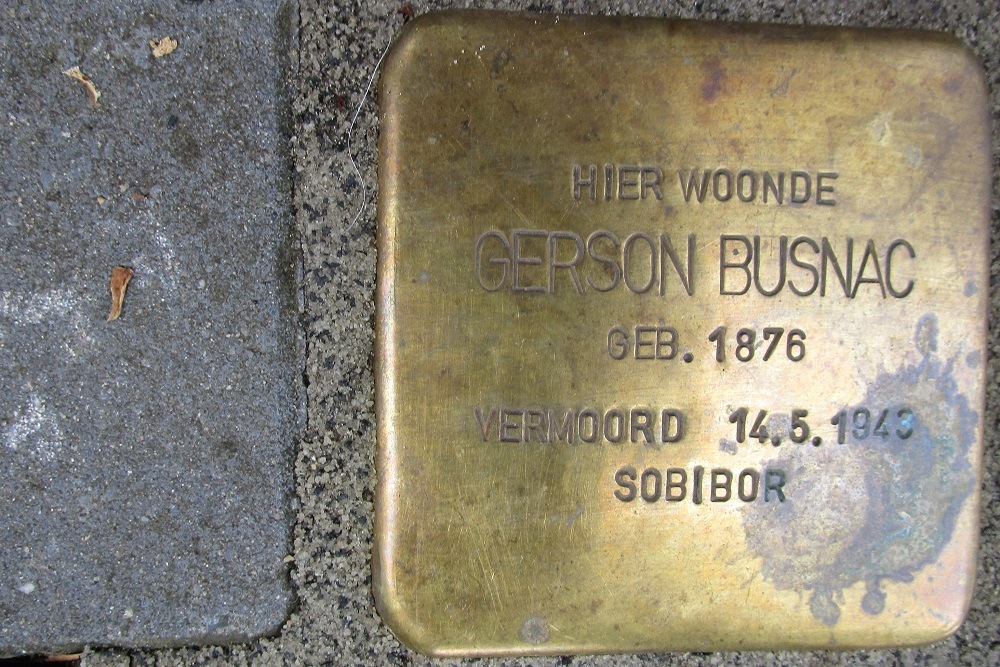 HIER WOONDE
GERSON BUSNAC
GEB. 1876
VERMOORD 14.5.1943
SOBIBOR